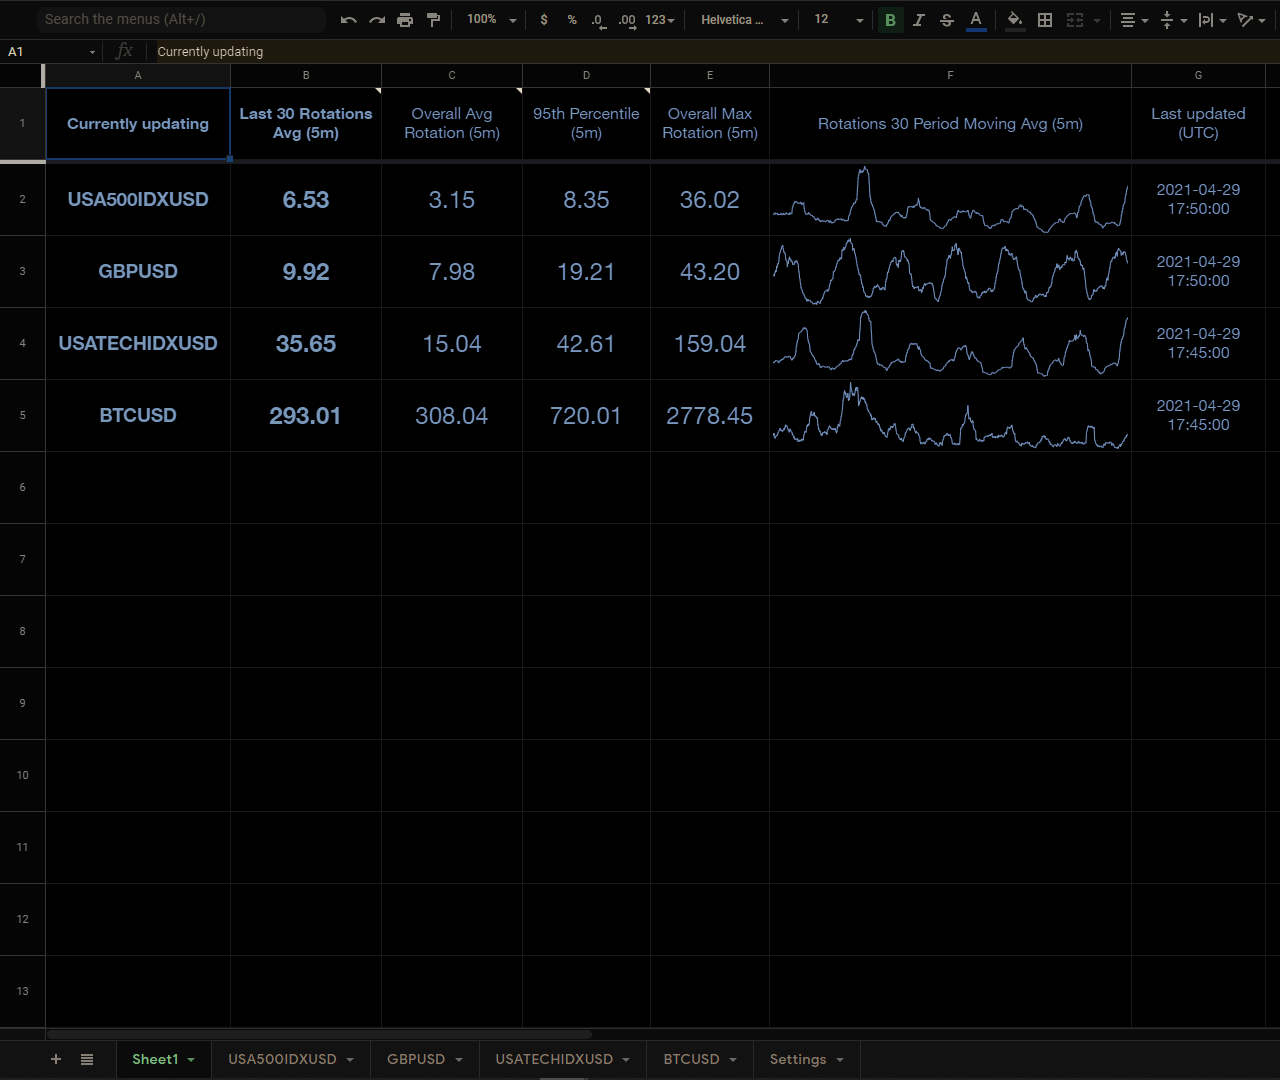 Search the menus (Alt+/) 100% $ % .0 .00 123 Helvetica ... 12 B I S A
A1 fx Currently updating
A B C D E F G
1 Currently updating Last 30 Rotations Avg (5m) Overall Avg Rotation (5m) 95th Percentile (5m) Overall Max Rotation (5m) Rotations 30 Period Moving Avg (5m) Last updated (UTC)
2 USA500IDXUSD 6.53 3.15 8.35 36.02 2021-04-29 17:50:00
3 GBPUSD 9.92 7.98 19.21 43.20 2021-04-29 17:50:00
4 USATECHIDXUSD 35.65 15.04 42.61 159.04 2021-04-29 17:45:00
5 BTCUSD 293.01 308.04 720.01 2778.45 2021-04-29 17:45:00
6
7
8
9
10
11
12
13
Sheet1 USA500IDXUSD GBPUSD USATECHIDXUSD BTCUSD Settings